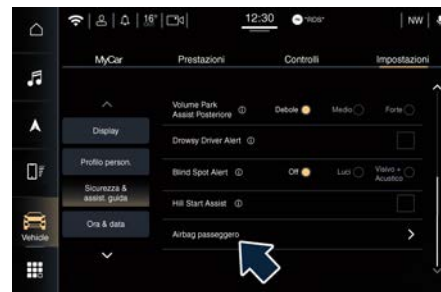 16°
12:30
"RDS"
NW
MyCar
Prestazioni
Controlli
Impostazioni
Volume Park
Assist Posteriore
Debole
Medio
Forte
Display
Drowsy Driver Alert
Profilo person.
Blind Spot Alert
Off
Luci
Visivo +
Acustico
Sicurezza &
assist. guida
Hill Start Assist
Ora & data
Airbag passeggero
Vehicle